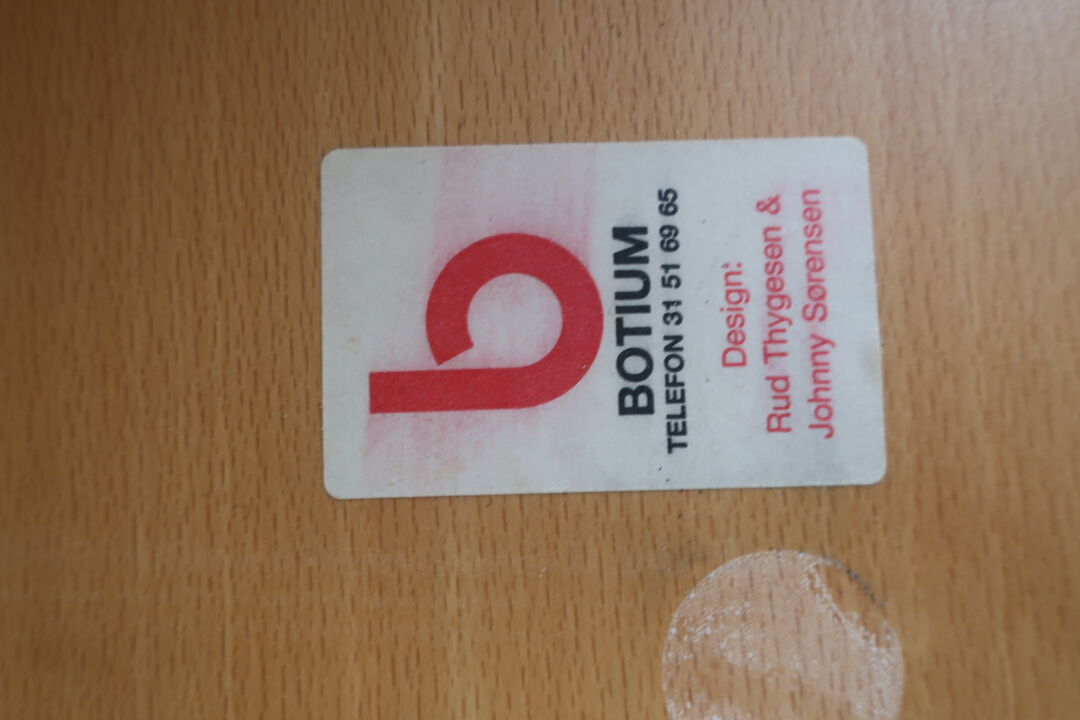 b
BOTIUM
TELEFON 31 51 69 65
Design:
Rud Thygesen &
Johnny Sørensen